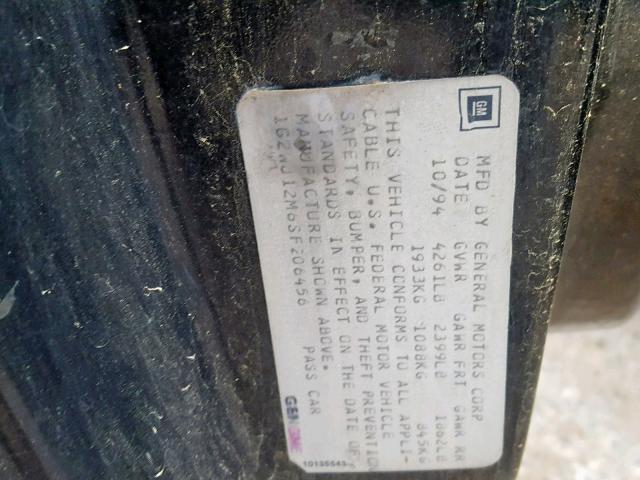 GM
MFD BY GENERAL MOTORS CORP
DATE GVWR GAWR FRT GAWR RR
10/94 4261LB 2399LB 1862LB
1933KG 1088KG 845KG
THIS VEHICLE CONFORMS TO ALL APPLI-
CABLE U.S. FEDERAL MOTOR VEHICLE
SAFETY, BUMPER, AND THEFT PREVENTION
STANDARDS IN EFFECT ON THE DATE OF
MANUFACTURE SHOWN ABOVE.
1G2WJ12M6SF206456 PASS CAR
10135543